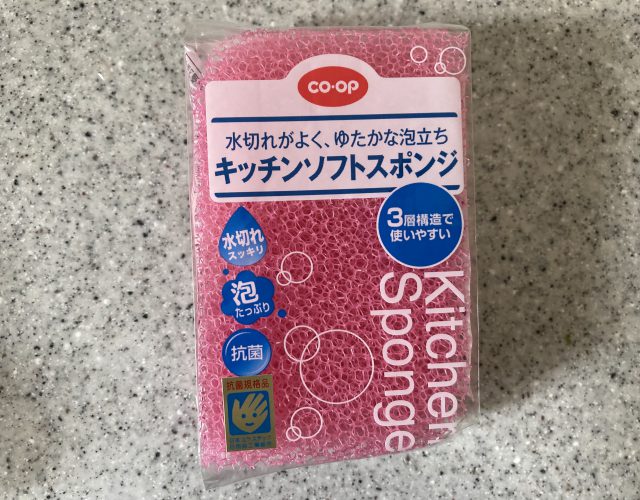 CO·OP
水切れがよく、ゆたかな泡立ち
キッチンソフトスポンジ
3層構造で
使いやすい
水切れ
スッキリ
泡
たっぷり
抗菌
抗菌規格品
Kitchen
Sponge